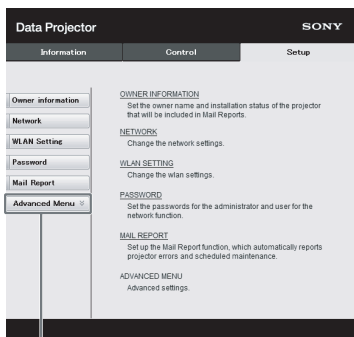 Data Projector
SONY
Information
Control
Setup
Owner information
Network
WLAN Setting
Password
Mail Report
Advanced Menu
OWNER INFORMATION
Set the owner name and installation status of the projector
that will be included in Mail Reports.
NETWORK
Change the network settings.
WLAN SETTING
Change the wlan settings.
PASSWORD
Set the passwords for the administrator and user for the
network function.
MAIL REPORT
Set up the Mail Report function, which automatically reports
projector errors and scheduled maintenance.
ADVANCED MENU
Advanced settings.